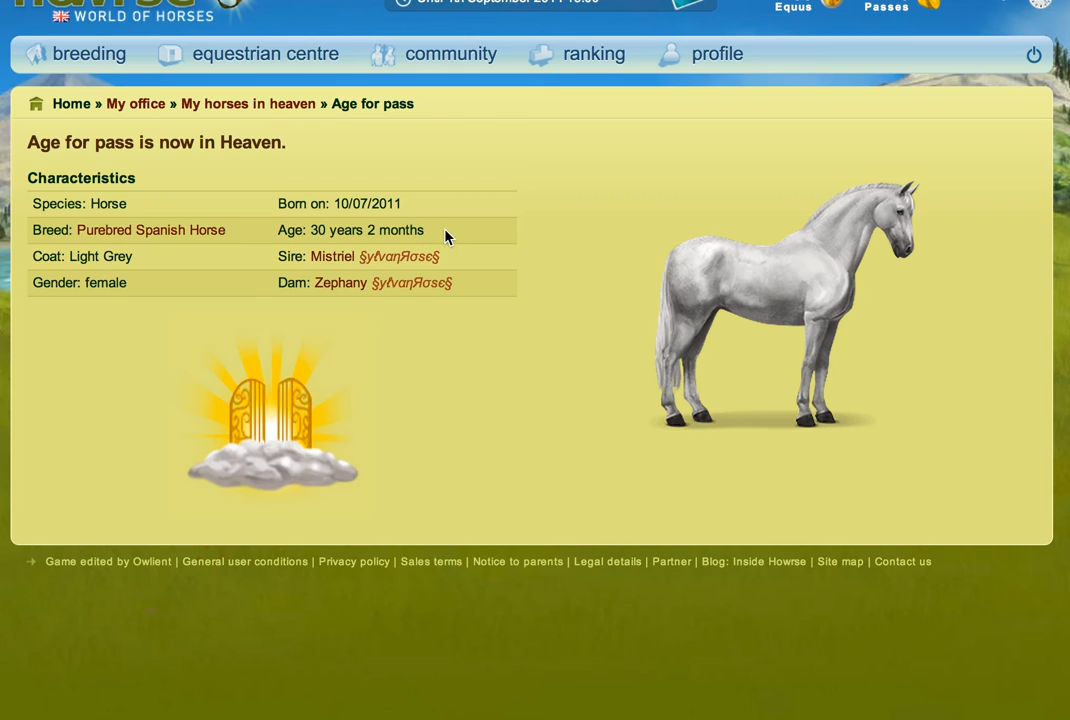 WORLD OF HORSES
Equus
Passes
breeding
equestrian centre
community
ranking
profile
Home » My office » My horses in heaven » Age for pass
Age for pass is now in Heaven.
Characteristics
Species: Horse
Born on: 10/07/2011
Breed: Purebred Spanish Horse
Age: 30 years 2 months
Coat: Light Grey
Sire: Mistriel §yℓvαηЯσsє§
Gender: female
Dam: Zephany §yℓvαηЯσsє§
Game edited by Owlient | General user conditions | Privacy policy | Sales terms | Notice to parents | Legal details | Partner | Blog: Inside Howrse | Site map | Contact us